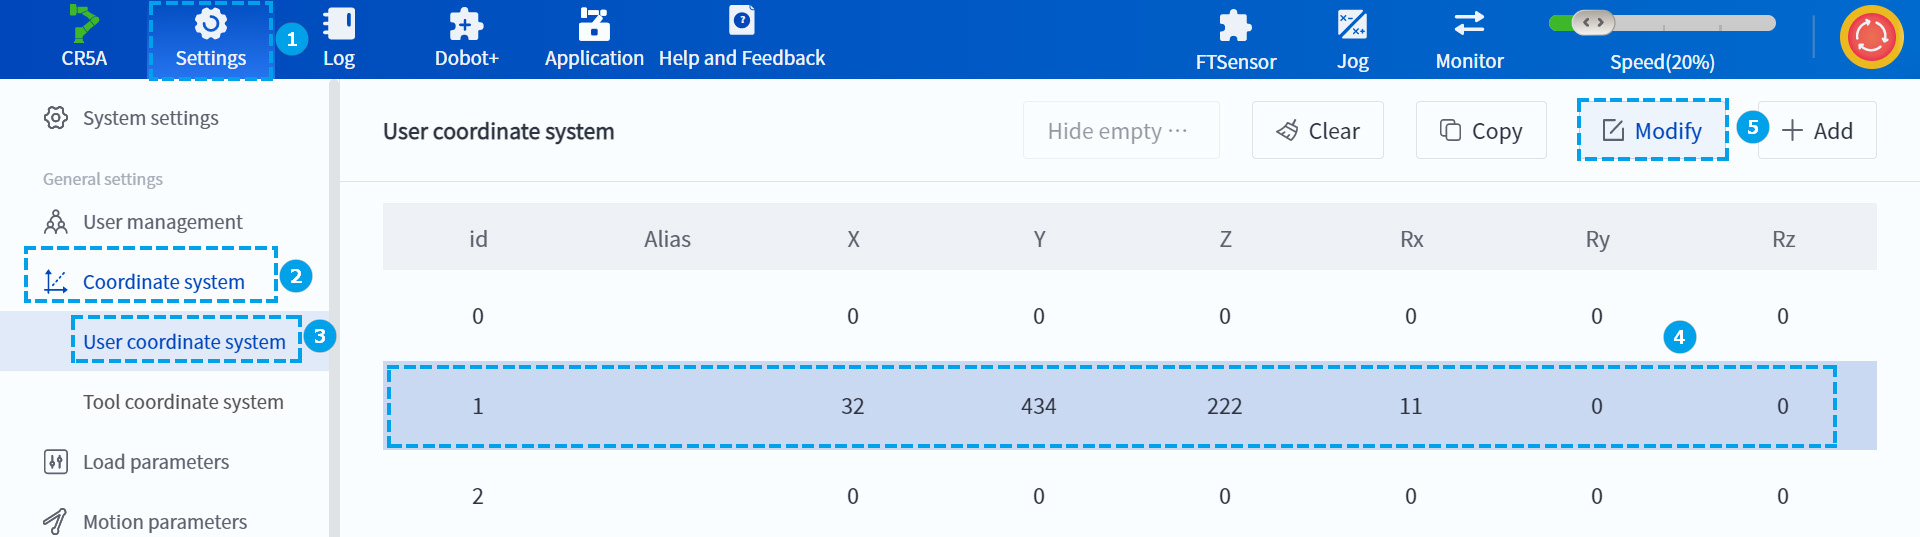 CR5A
Settings
1
Log
Dobot+
Application
Help and Feedback
FTSensor
Jog
Monitor
Speed(20%)
System settings
General settings
User management
Coordinate system
2
User coordinate system
3
Tool coordinate system
Load parameters
Motion parameters
User coordinate system
Hide empty ···
Clear
Copy
Modify
5
Add
id Alias X Y Z Rx Ry Rz
0 0 0 0 0 0 0
4
1 32 434 222 11 0 0
2 0 0 0 0 0 0